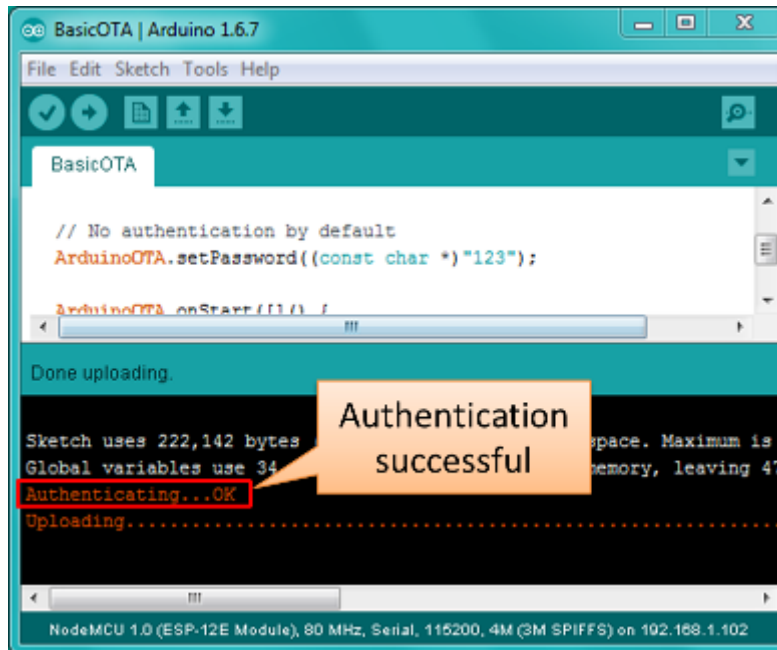 BasicOTA | Arduino 1.6.7
File Edit Sketch Tools Help
BasicOTA
// No authentication by default
ArduinoOTA.setPassword((const char *)"123");
ArduinoOTA.onStart([]() {
Done uploading.
Authentication
successful
Sketch uses 222,142 bytes space. Maximum is
Global variables use 34 memory, leaving 47
Authenticating...OK
Uploading................................................................
NodeMCU 1.0 (ESP-12E Module), 80 MHz, Serial, 115200, 4M (3M SPIFFS) on 192.168.1.102